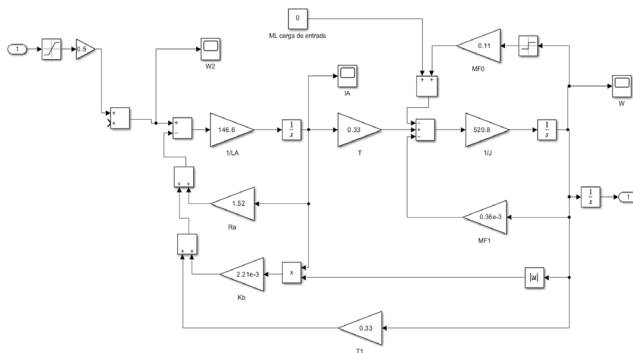 0
ML carga de entrada
0.11
MF0
1
0.5
W2
IA
W
146.6
1/LA
1
s
0.33
T
520.8
1/J
1
s
1
s
1
1.52
Ra
0.36e-3
MF1
2.21e-3
Kb
x
|u|
0.33
T1